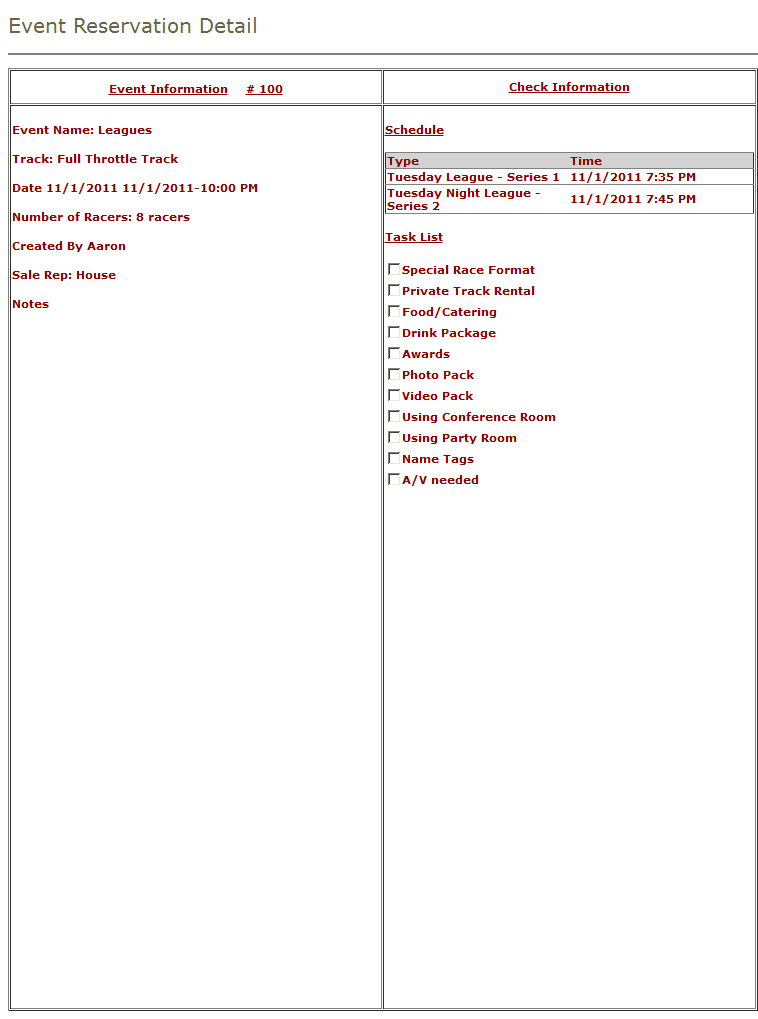 Event Reservation Detail
Event Information # 100
Check Information
Event Name: Leagues
Track: Full Throttle Track
Date 11/1/2011 11/1/2011-10:00 PM
Number of Racers: 8 racers
Created By Aaron
Sale Rep: House
Notes
Schedule
Type Time
Tuesday League - Series 1 11/1/2011 7:35 PM
Tuesday Night League -
Series 2 11/1/2011 7:45 PM
Task List
Special Race Format
Private Track Rental
Food/Catering
Drink Package
Awards
Photo Pack
Video Pack
Using Conference Room
Using Party Room
Name Tags
A/V needed